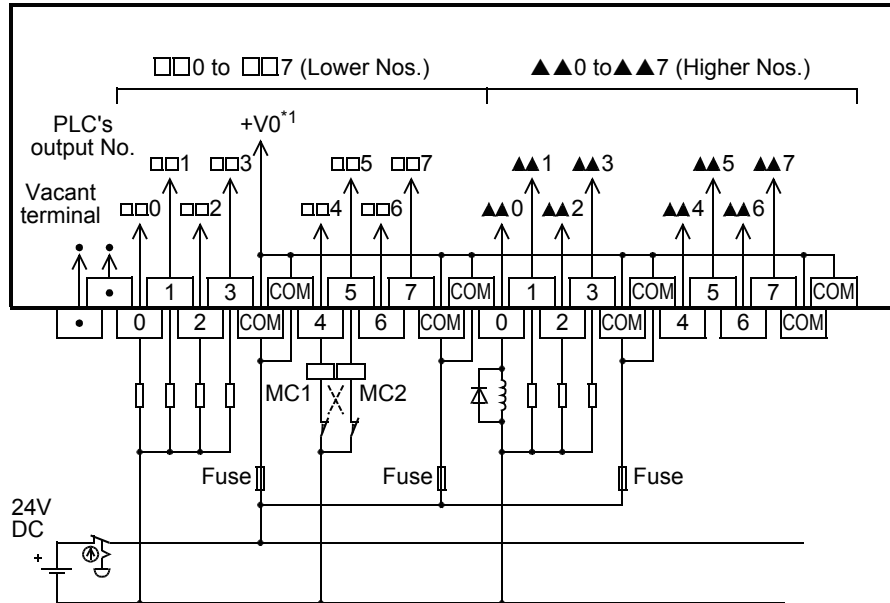 □□0 to □□7 (Lower Nos.)
▲▲0 to▲▲7 (Higher Nos.)
PLC's
output No.
+V0*1
□□1
□□3
□□5
□□7
▲▲1
▲▲3
▲▲5
▲▲7
Vacant
terminal
□□0
□□2
□□4
□□6
▲▲0
▲▲2
▲▲4
▲▲6
1
3
COM
5
7
COM
1
3
COM
5
7
COM
0
2
COM
4
6
COM
0
2
COM
4
6
COM
MC1
MC2
Fuse
Fuse
Fuse
24V
DC
+